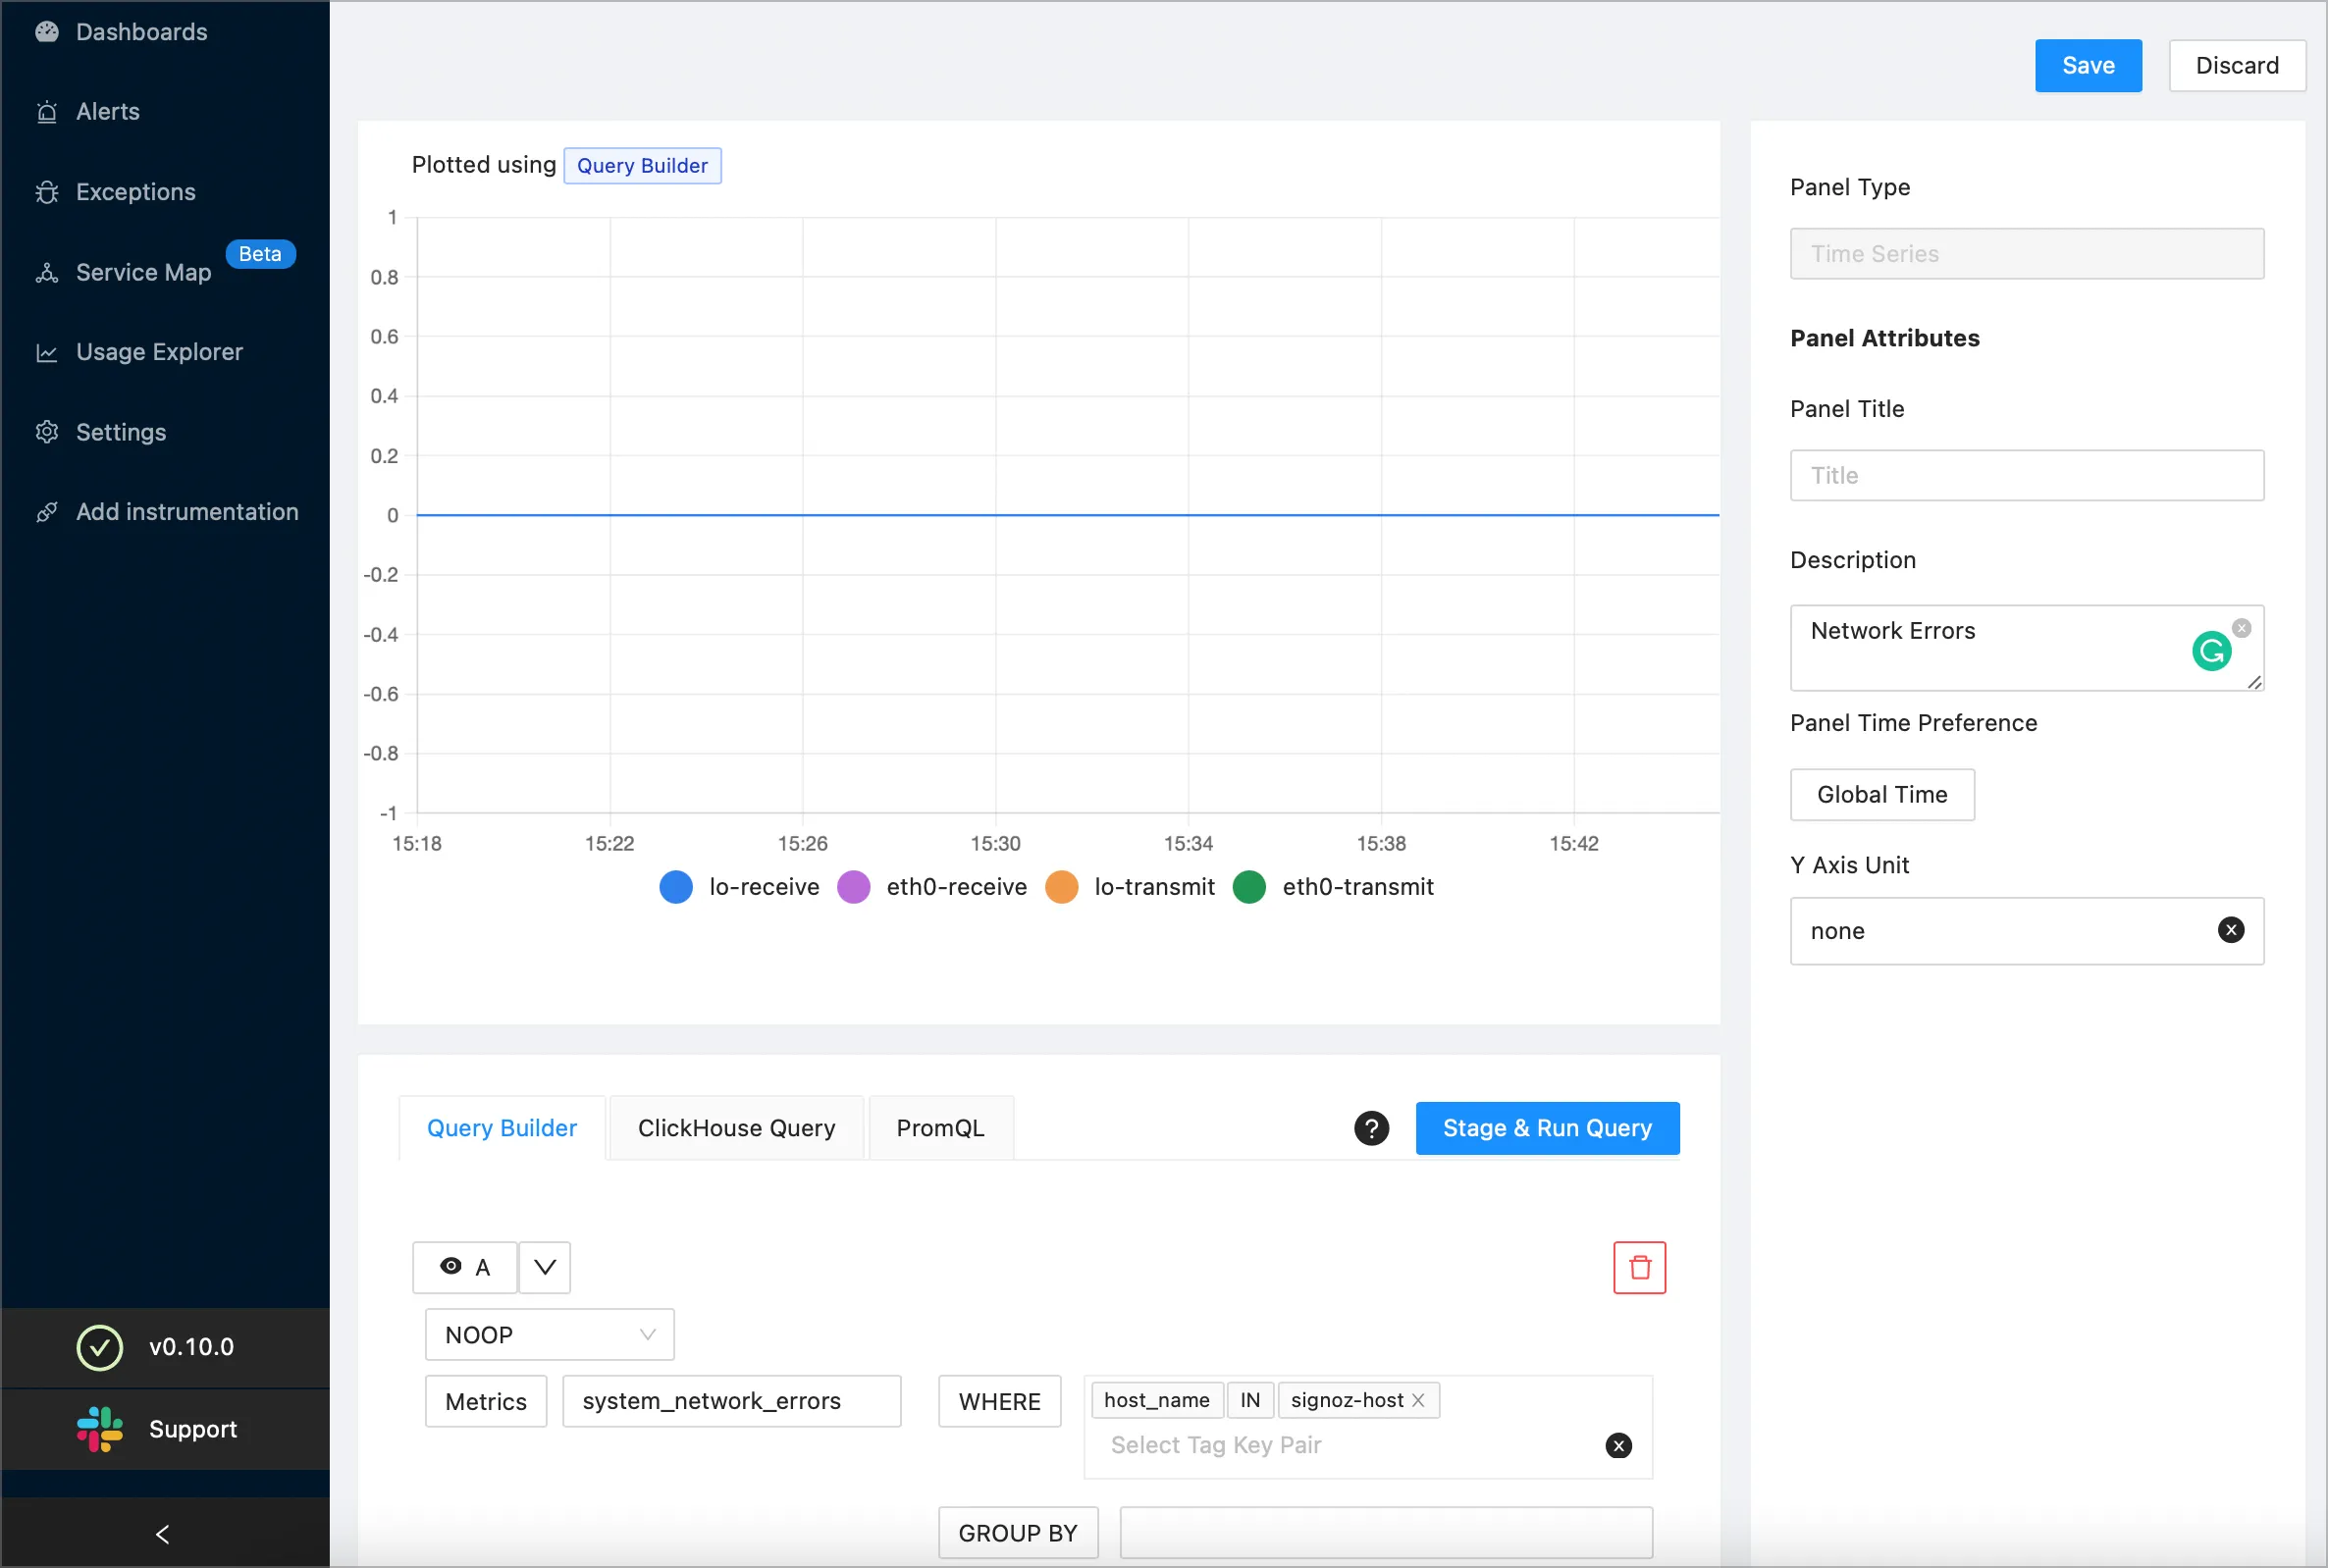 Dashboards
Alerts
Exceptions
Service Map
Beta
Usage Explorer
Settings
Add instrumentation
v0.10.0
Support
Save
Discard
Plotted using Query Builder
1
0.8
0.6
0.4
0.2
0
-0.2
-0.4
-0.6
-0.8
-1
15:18 15:22 15:26 15:30 15:34 15:38 15:42
lo-receive eth0-receive lo-transmit eth0-transmit
Query Builder ClickHouse Query PromQL ? Stage & Run Query
A
NOOP
Metrics system_network_errors WHERE host_name IN signoz-host
Select Tag Key Pair
GROUP BY
Panel Type
Time Series
Panel Attributes
Panel Title
Title
Description
Network Errors
Panel Time Preference
Global Time
Y Axis Unit
none